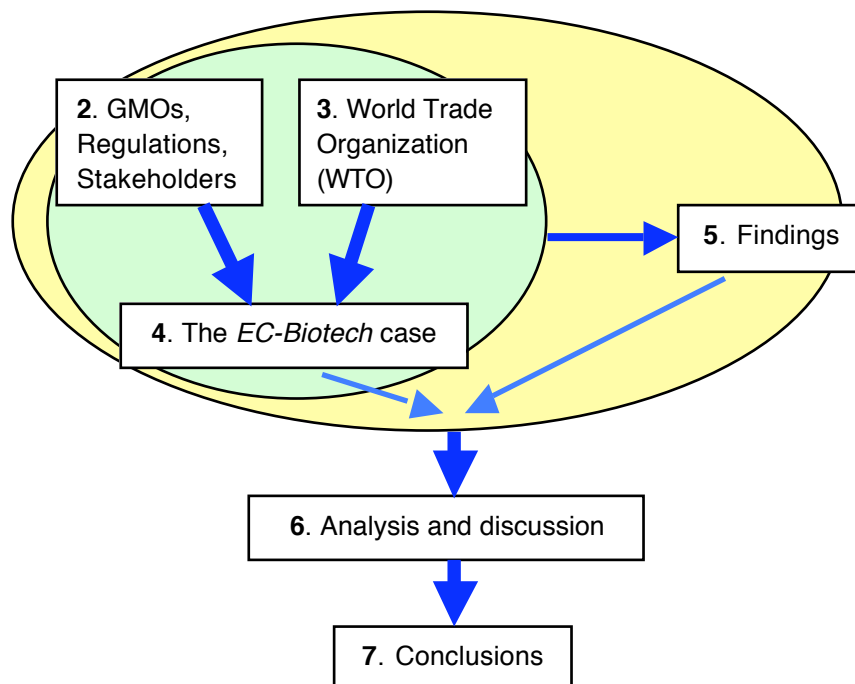 2. GMOs,
Regulations,
Stakeholders
3. World Trade
Organization
(WTO)
5. Findings
4. The EC-Biotech case
6. Analysis and discussion
7. Conclusions